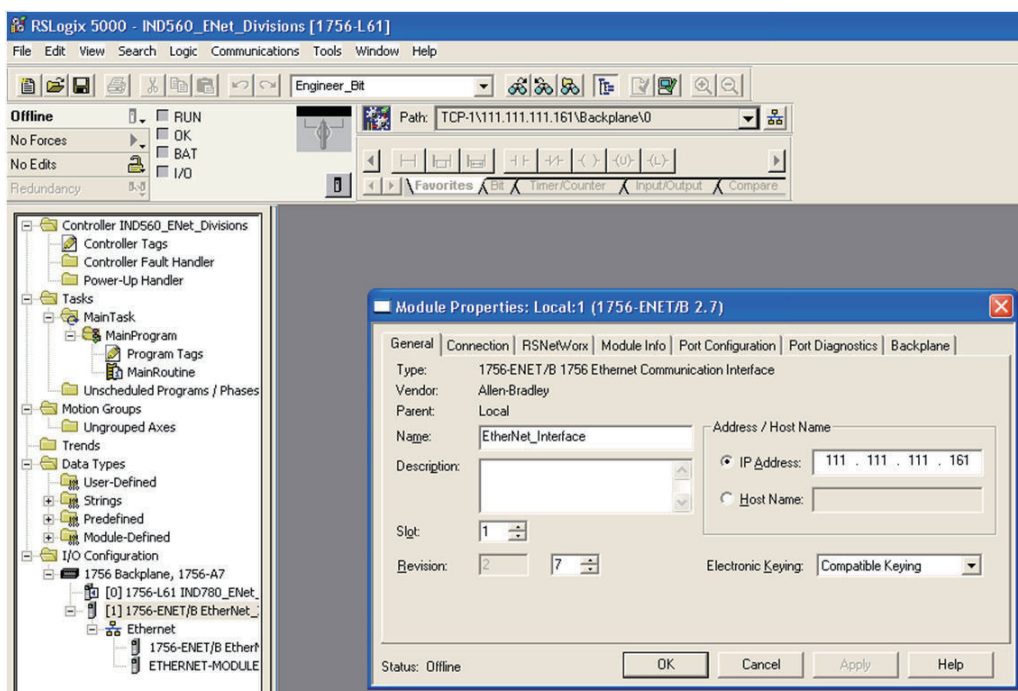 RSLogix 5000 - IND560_ENet_Divisions [1756-L61]
File Edit View Search Logic Communications Tools Window Help
Engineer_Bit
Offline
RUN
No Forces
OK
No Edits
BAT
Redundancy
I/O
Path: TCP-1\111.111.111.161\Backplane\0
Favorites Bit Timer/Counter Input/Output Compare
Controller IND560_ENet_Divisions
Controller Tags
Controller Fault Handler
Power-Up Handler
Tasks
MainTask
MainProgram
Program Tags
MainRoutine
Unscheduled Programs / Phases
Motion Groups
Ungrouped Axes
Trends
Data Types
User-Defined
Strings
Predefined
Module-Defined
I/O Configuration
1756 Backplane, 1756-A7
[0] 1756-L61 IND780_ENet_
[1] 1756-ENET/B EtherNet_
Ethernet
1756-ENET/B Ether
ETHERNET-MODULE
Module Properties: Local:1 (1756-ENET/B 2.7)
General Connection RSNetWorx Module Info Port Configuration Port Diagnostics Backplane
Type: 1756-ENET/B 1756 Ethernet Communication Interface
Vendor: Allen-Bradley
Parent: Local
Name: EtherNet_Interface
Description:
Slot: 1
Revision: 2 7
Address / Host Name
IP Address: 111 . 111 . 111 . 161
Host Name:
Electronic Keying: Compatible Keying
Status: Offline
OK Cancel Apply Help